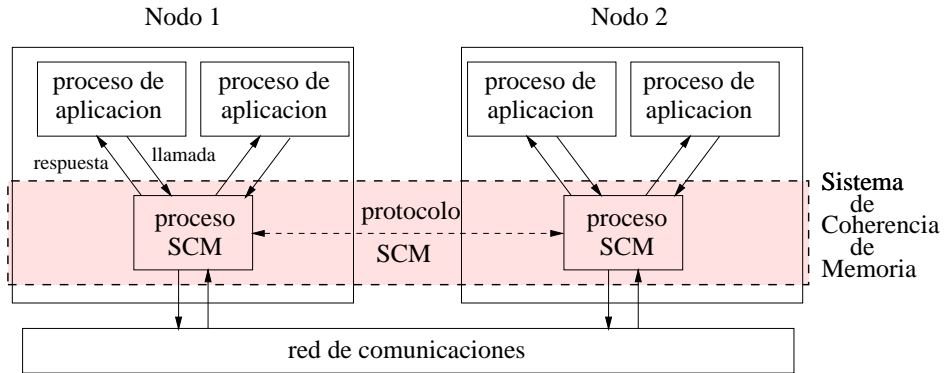 Nodo 1
Nodo 2
proceso de
aplicacion
proceso de
aplicacion
proceso de
aplicacion
proceso de
aplicacion
respuesta
llamada
proceso
SCM
protocolo
SCM
proceso
SCM
Sistema
de
Coherencia
de
Memoria
red de comunicaciones